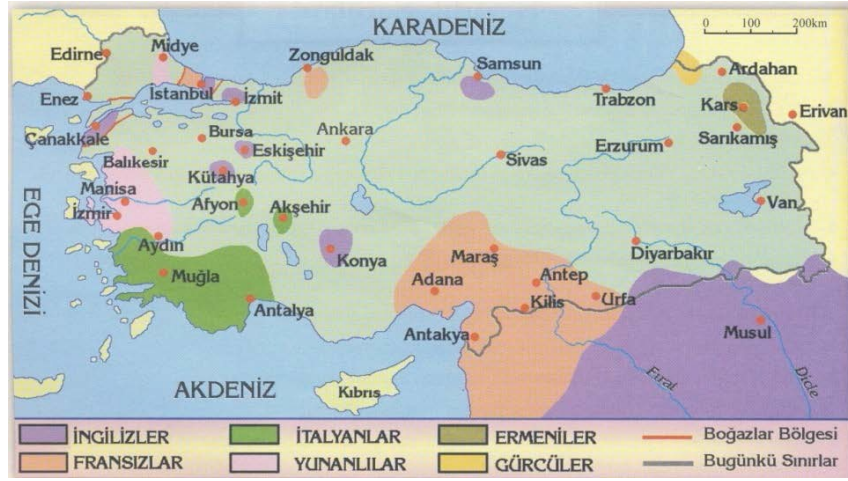 KARADENİZ
0 100 200km
Edirne
Midye
Zonguldak
Samsun
Ardahan
Enez
İstanbul
İzmit
Trabzon
Kars
Erivan
Çanakkale
Bursa
Ankara
Sarıkamış
Balıkesir
Eskişehir
Sivas
Erzurum
Kütahya
Manisa
Afyon
Akşehir
Van
İzmir
EGE DENİZİ
Aydın
Konya
Maraş
Diyarbakır
Muğla
Adana
Antep
Antalya
Kilis
Urfa
Antakya
Musul
AKDENİZ
Kıbrıs
Fıral
Dicle
İNGİLİZLER
İTALYANLAR
ERMENİLER
Boğazlar Bölgesi
FRANSIZLAR
YUNANLILAR
GÜRCÜLER
Bugünkü Sınırlar